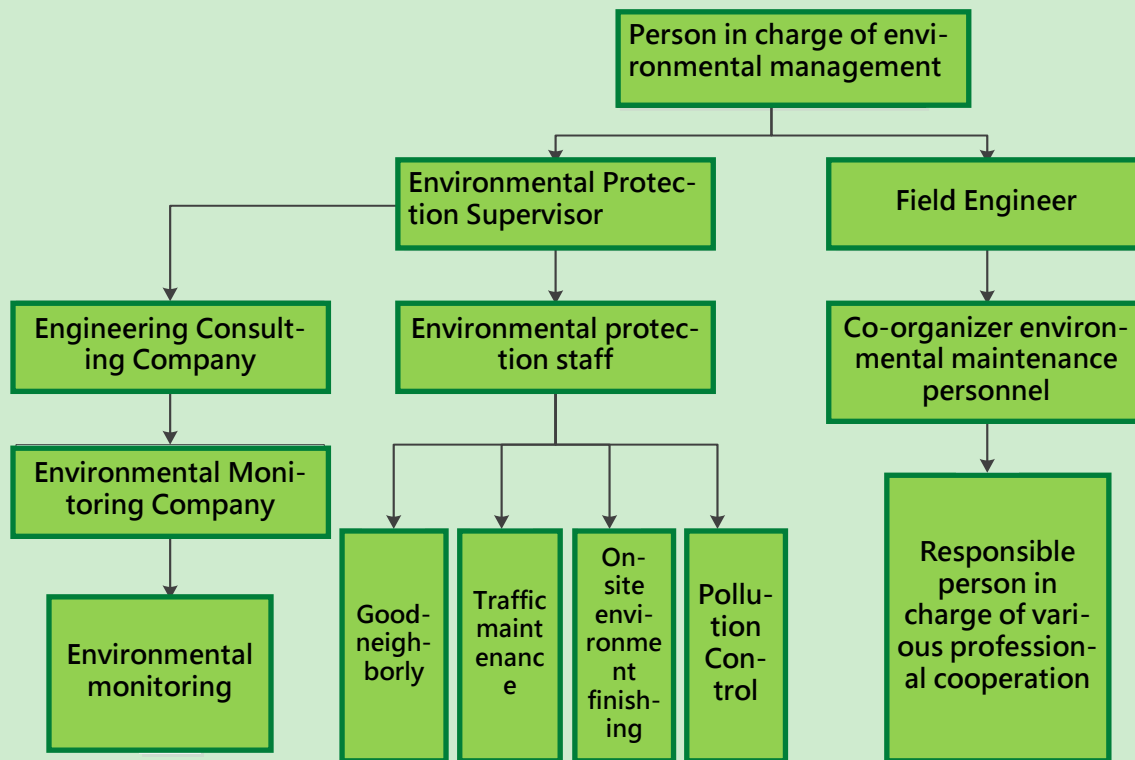 Person in charge of envi-
ronmental management
Environmental Protec-
tion Supervisor
Field Engineer
Engineering Consult-
ing Company
Environmental protec-
tion staff
Co-organizer environ-
mental maintenance
personnel
Environmental Moni-
toring Company
Environmental
monitoring
Good-
neigh-
borly
Traffic
maint
enanc
e
On-
site
envi-
ronme
nt
finish-
ing
Pollu-
tion
Con-
trol
Responsible
person in
charge of vari-
ous profession-
al cooperation